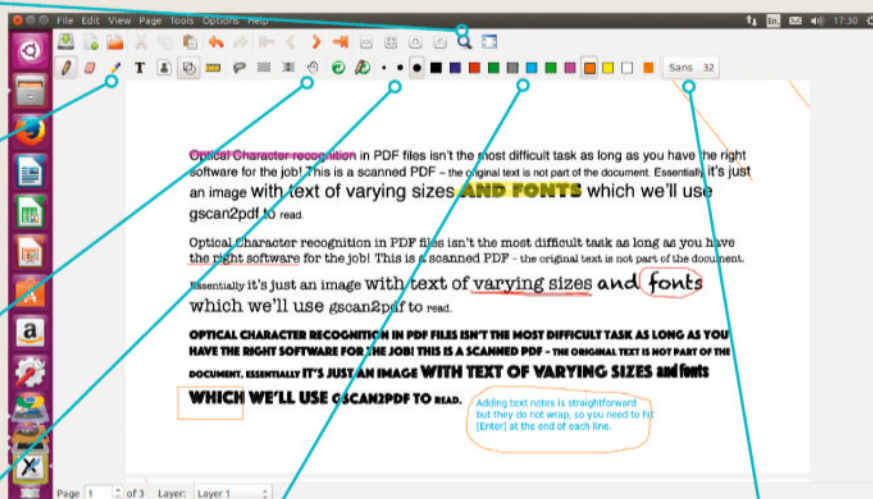 File Edit View Page Tools Options Help
En 17:30
T Sans 32
Optical Character recognition in PDF files isn't the most difficult task as long as you have the right
software for the job! This is a scanned PDF – the original text is not part of the document. Essentially it's just
an image with text of varying sizes AND FONTS which we'll use
gscan2pdf to read.
Optical Character recognition in PDF files isn't the most difficult task as long as you have
the right software for the job! This is a scanned PDF - the original text is not part of the document.
Essentially it's just an image with text of varying sizes and fonts
which we'll use gscan2pdf to read.
OPTICAL CHARACTER RECOGNITION IN PDF FILES ISN'T THE MOST DIFFICULT TASK AS LONG AS YOU
HAVE THE RIGHT SOFTWARE FOR THE JOB! THIS IS A SCANNED PDF – THE ORIGINAL TEXT IS NOT PART OF THE
DOCUMENT. ESSENTIALLY IT'S JUST AN IMAGE WITH TEXT OF VARYING SIZES and fonts
WHICH WE'LL USE GSCAN2PDF TO READ.
Adding text notes is straightforward
but they do not wrap, so you need to hit
[Enter] at the end of each line.
Page 1 of 3 Layer: Layer 1